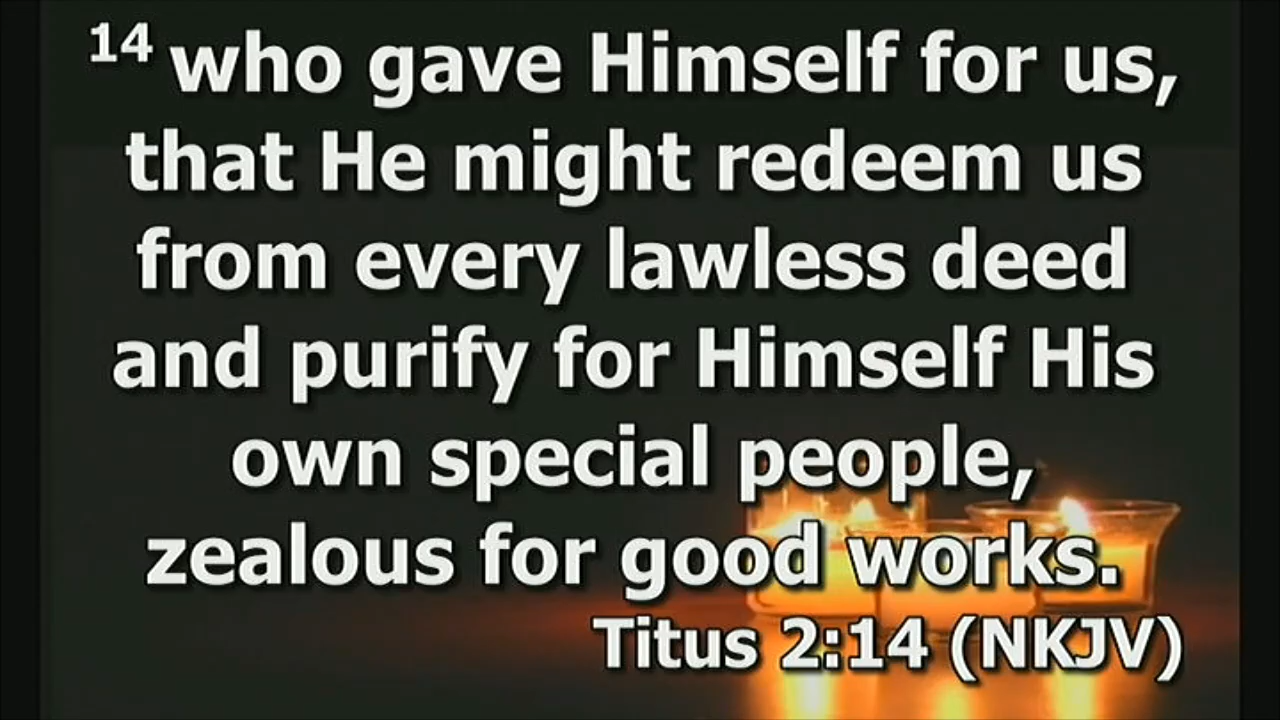 14 who gave Himself for us,
that He might redeem us
from every lawless deed
and purify for Himself His
own special people,
zealous for good works.
Titus 2:14 (NKJV)